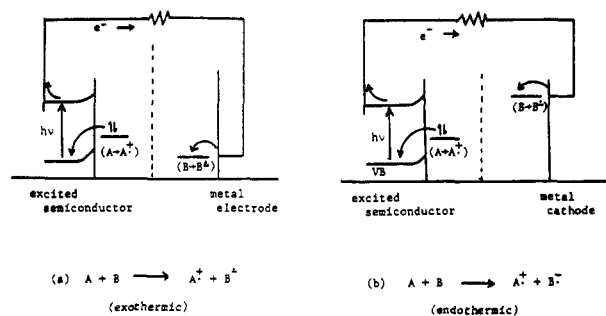 e⁻ →
hν
⇅
(A→A⁺̣)
(B→B⁻̣)
excited
semiconductor
metal
electrode
(a) A + B ⟶ A⁺̣ + B⁻̣
(exothermic)
e⁻ →
hν
VB
⇅
(A→A⁺̣)
(B→B⁻̣)
excited
semiconductor
metal
cathode
(b) A + B ⟶ A⁺̣ + B⁻̣
(endothermic)